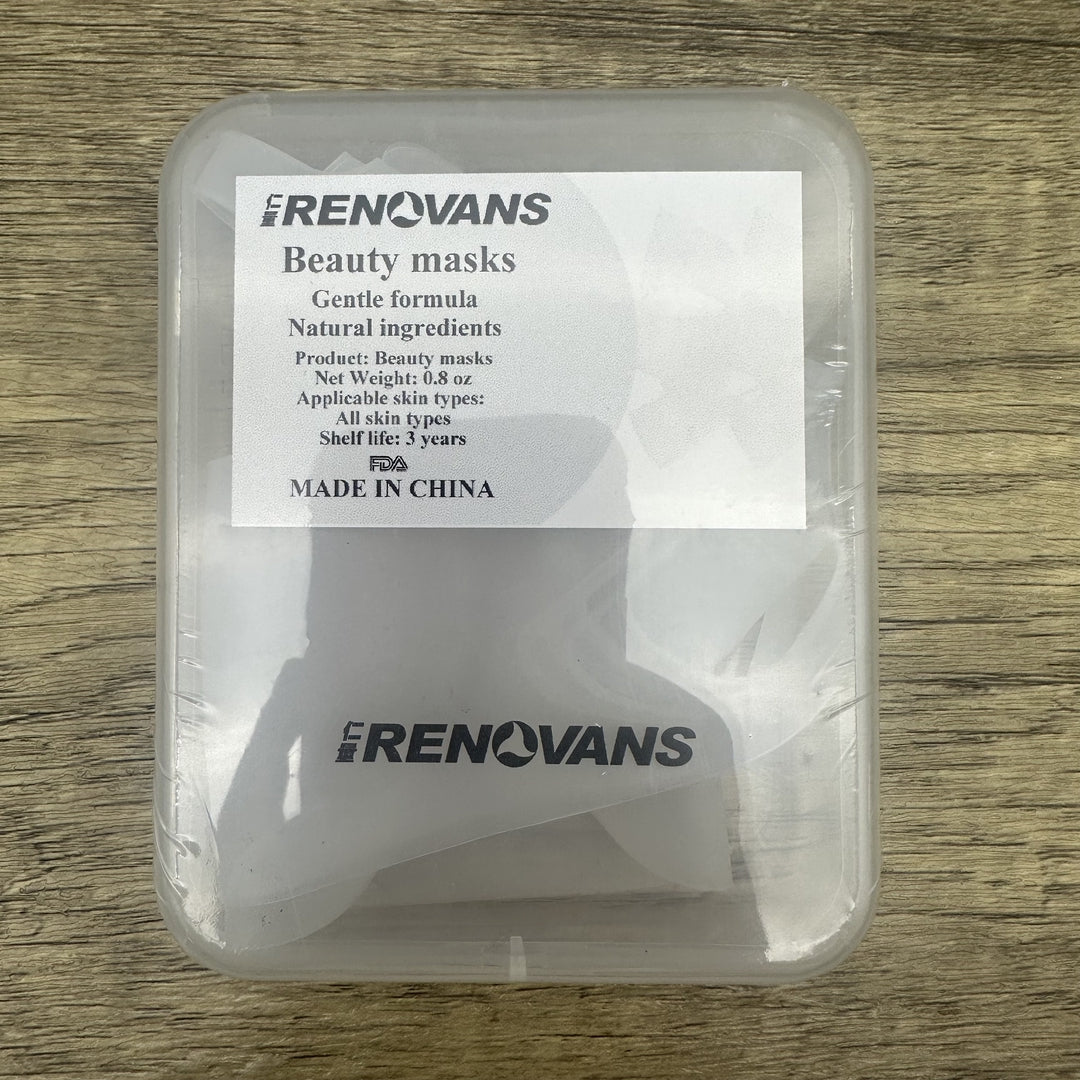 RENOVANS
Beauty masks
Gentle formula
Natural ingredients
Product: Beauty masks
Net Weight: 0.8 oz
Applicable skin types:
All skin types
Shelf life: 3 years
FDA
MADE IN CHINA
RENOVANS